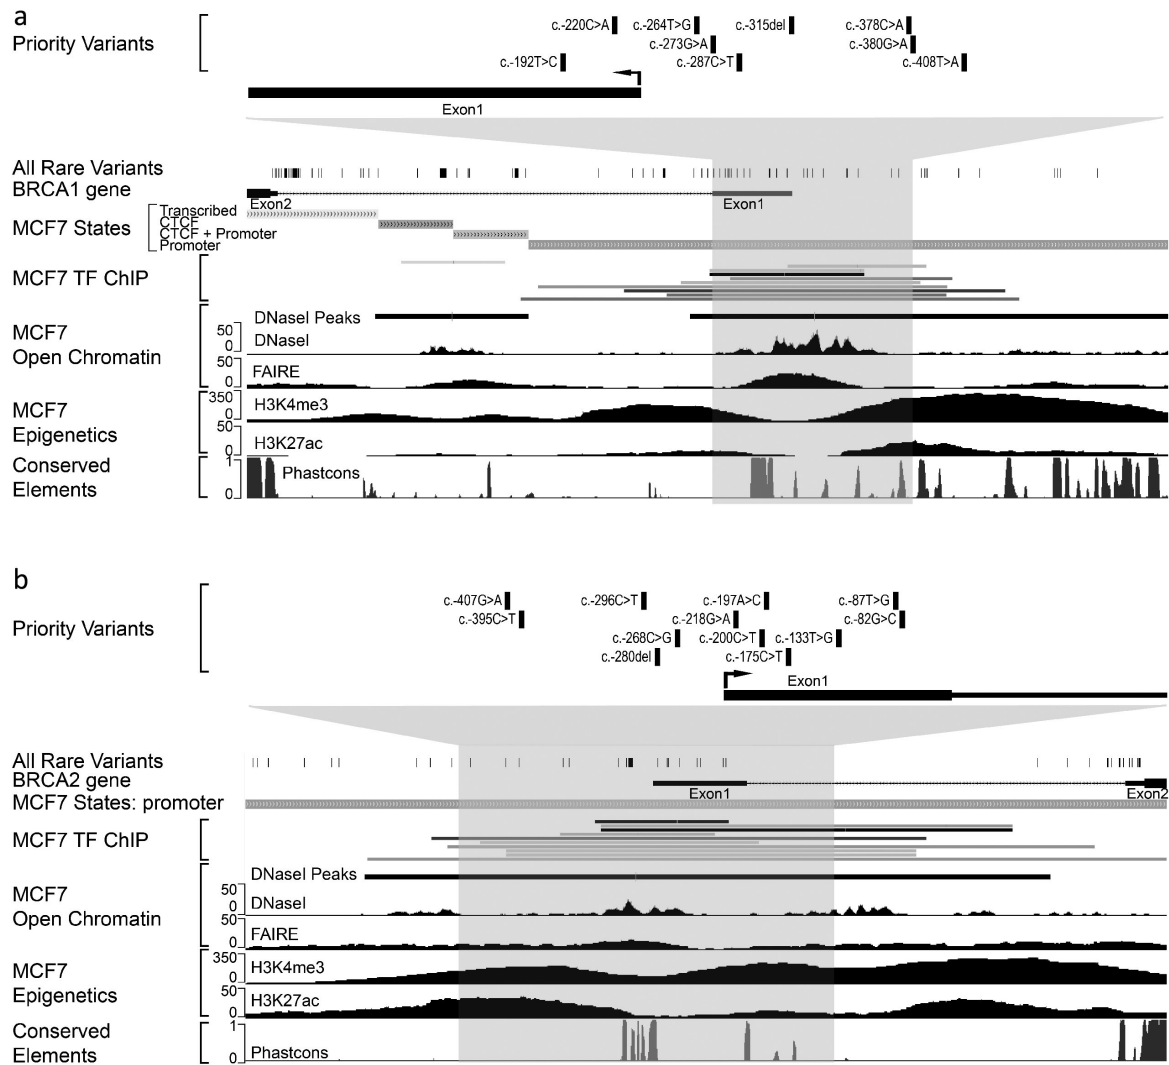 a
Priority Variants
c.-220C>A c.-264T>G c.-315del c.-378C>A
c.-273G>A c.-380G>A
c.-192T>C c.-287C>T c.-408T>A
Exon1
All Rare Variants
BRCA1 gene
Exon2 Exon1
MCF7 States
Transcribed
CTCF
CTCF + Promoter
Promoter
MCF7 TF ChIP
MCF7
Open Chromatin
DNaseI Peaks
50
0
DNaseI
50
0
FAIRE
MCF7
Epigenetics
350
0
H3K4me3
50
0
H3K27ac
Conserved
Elements
1
0
Phastcons
b
Priority Variants
c.-407G>A c.-296C>T c.-197A>C c.-87T>G
c.-395C>T c.-218G>A c.-82G>C
c.-268C>G c.-200C>T c.-133T>G
c.-280del c.-175C>T
Exon1
All Rare Variants
BRCA2 gene
Exon1 Exon2
MCF7 States: promoter
MCF7 TF ChIP
MCF7
Open Chromatin
DNaseI Peaks
50
0
DNaseI
50
0
FAIRE
MCF7
Epigenetics
350
0
H3K4me3
50
0
H3K27ac
Conserved
Elements
1
0
Phastcons